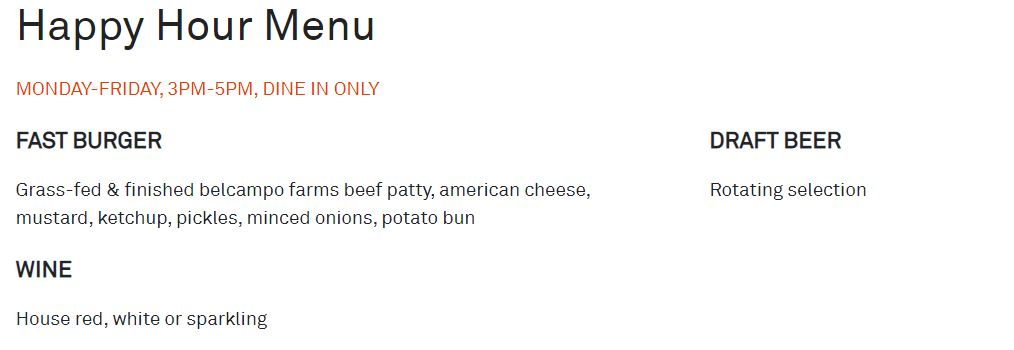 Happy Hour Menu
MONDAY-FRIDAY, 3PM-5PM, DINE IN ONLY
FAST BURGER
Grass-fed & finished belcampo farms beef patty, american cheese,
mustard, ketchup, pickles, minced onions, potato bun
DRAFT BEER
Rotating selection
WINE
House red, white or sparkling